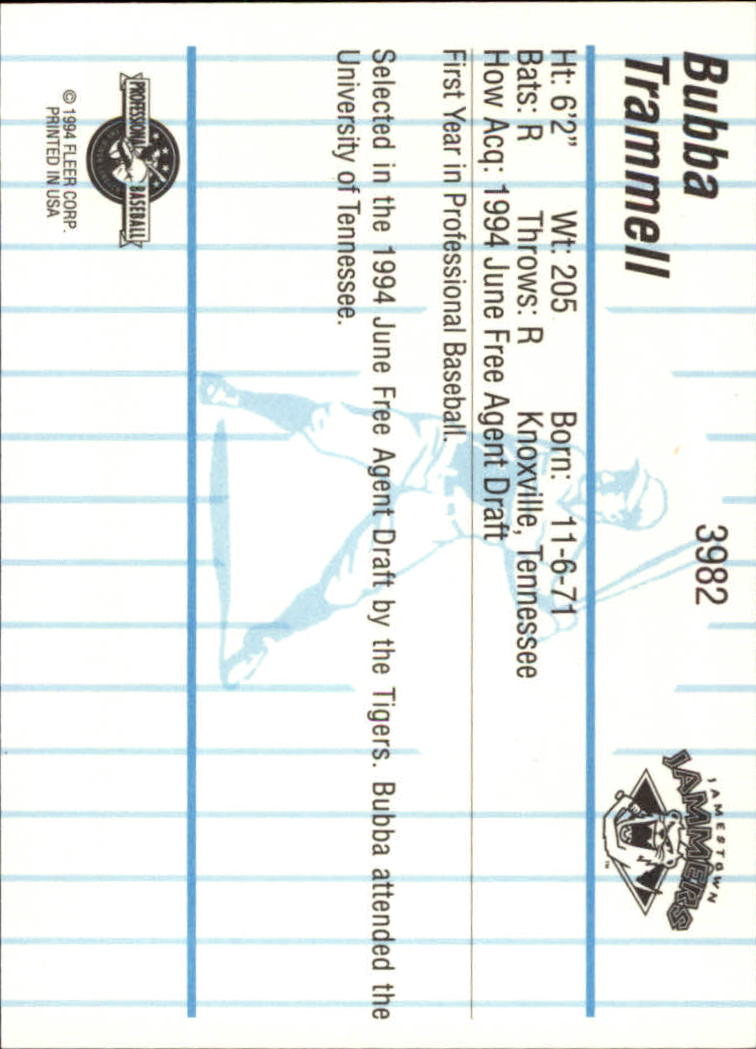 Bubba
Trammell
3982
JAMESTOWN
JAMMERS
TM
Ht: 6'2" Wt: 205 Born: 11-6-71
Bats: R Throws: R Knoxville, Tennessee
How Acq: 1994 June Free Agent Draft
First Year in Professional Baseball.
Selected in the 1994 June Free Agent Draft by the Tigers. Bubba attended the
University of Tennessee.
PROFESSIONAL BASEBALL
© 1994 FLEER CORP.
PRINTED IN USA